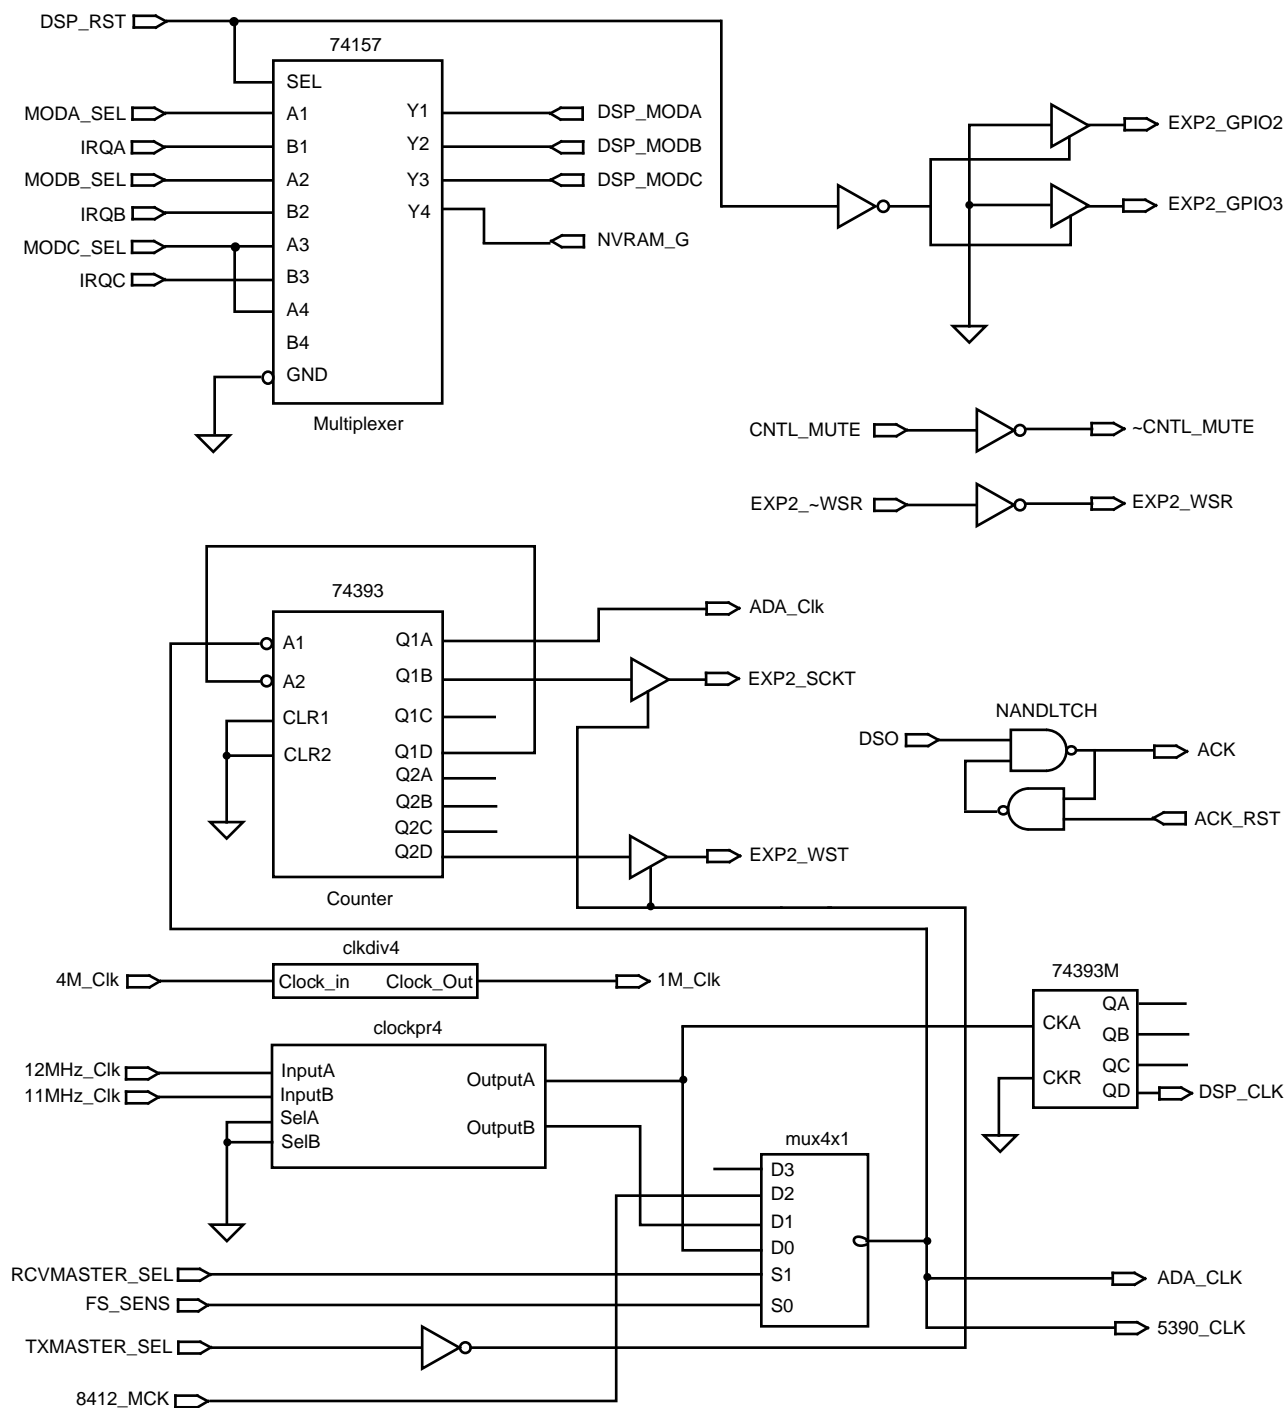 DSP_RST
74157
SEL
MODA_SEL
A1
Y1
DSP_MODA
IRQA
B1
Y2
DSP_MODB
MODB_SEL
A2
Y3
DSP_MODC
IRQB
B2
Y4
MODC_SEL
A3
NVRAM_G
IRQC
B3
A4
B4
GND
Multiplexer
EXP2_GPIO2
EXP2_GPIO3
CNTL_MUTE
~CNTL_MUTE
EXP2_~WSR
EXP2_WSR
74393
A1
Q1A
ADA_Clk
A2
Q1B
EXP2_SCKT
CLR1
Q1C
CLR2
Q1D
Q2A
Q2B
Q2C
Q2D
EXP2_WST
Counter
NANDLTCH
DSO
ACK
ACK_RST
clkdiv4
4M_Clk
Clock_in
Clock_Out
1M_Clk
74393M
CKA
QA
QB
QC
CKR
QD
DSP_CLK
clockpr4
12MHz_Clk
InputA
OutputA
11MHz_Clk
InputB
SelA
OutputB
SelB
mux4x1
D3
D2
D1
D0
RCVMASTER_SEL
S1
ADA_CLK
FS_SENS
S0
5390_CLK
TXMASTER_SEL
8412_MCK